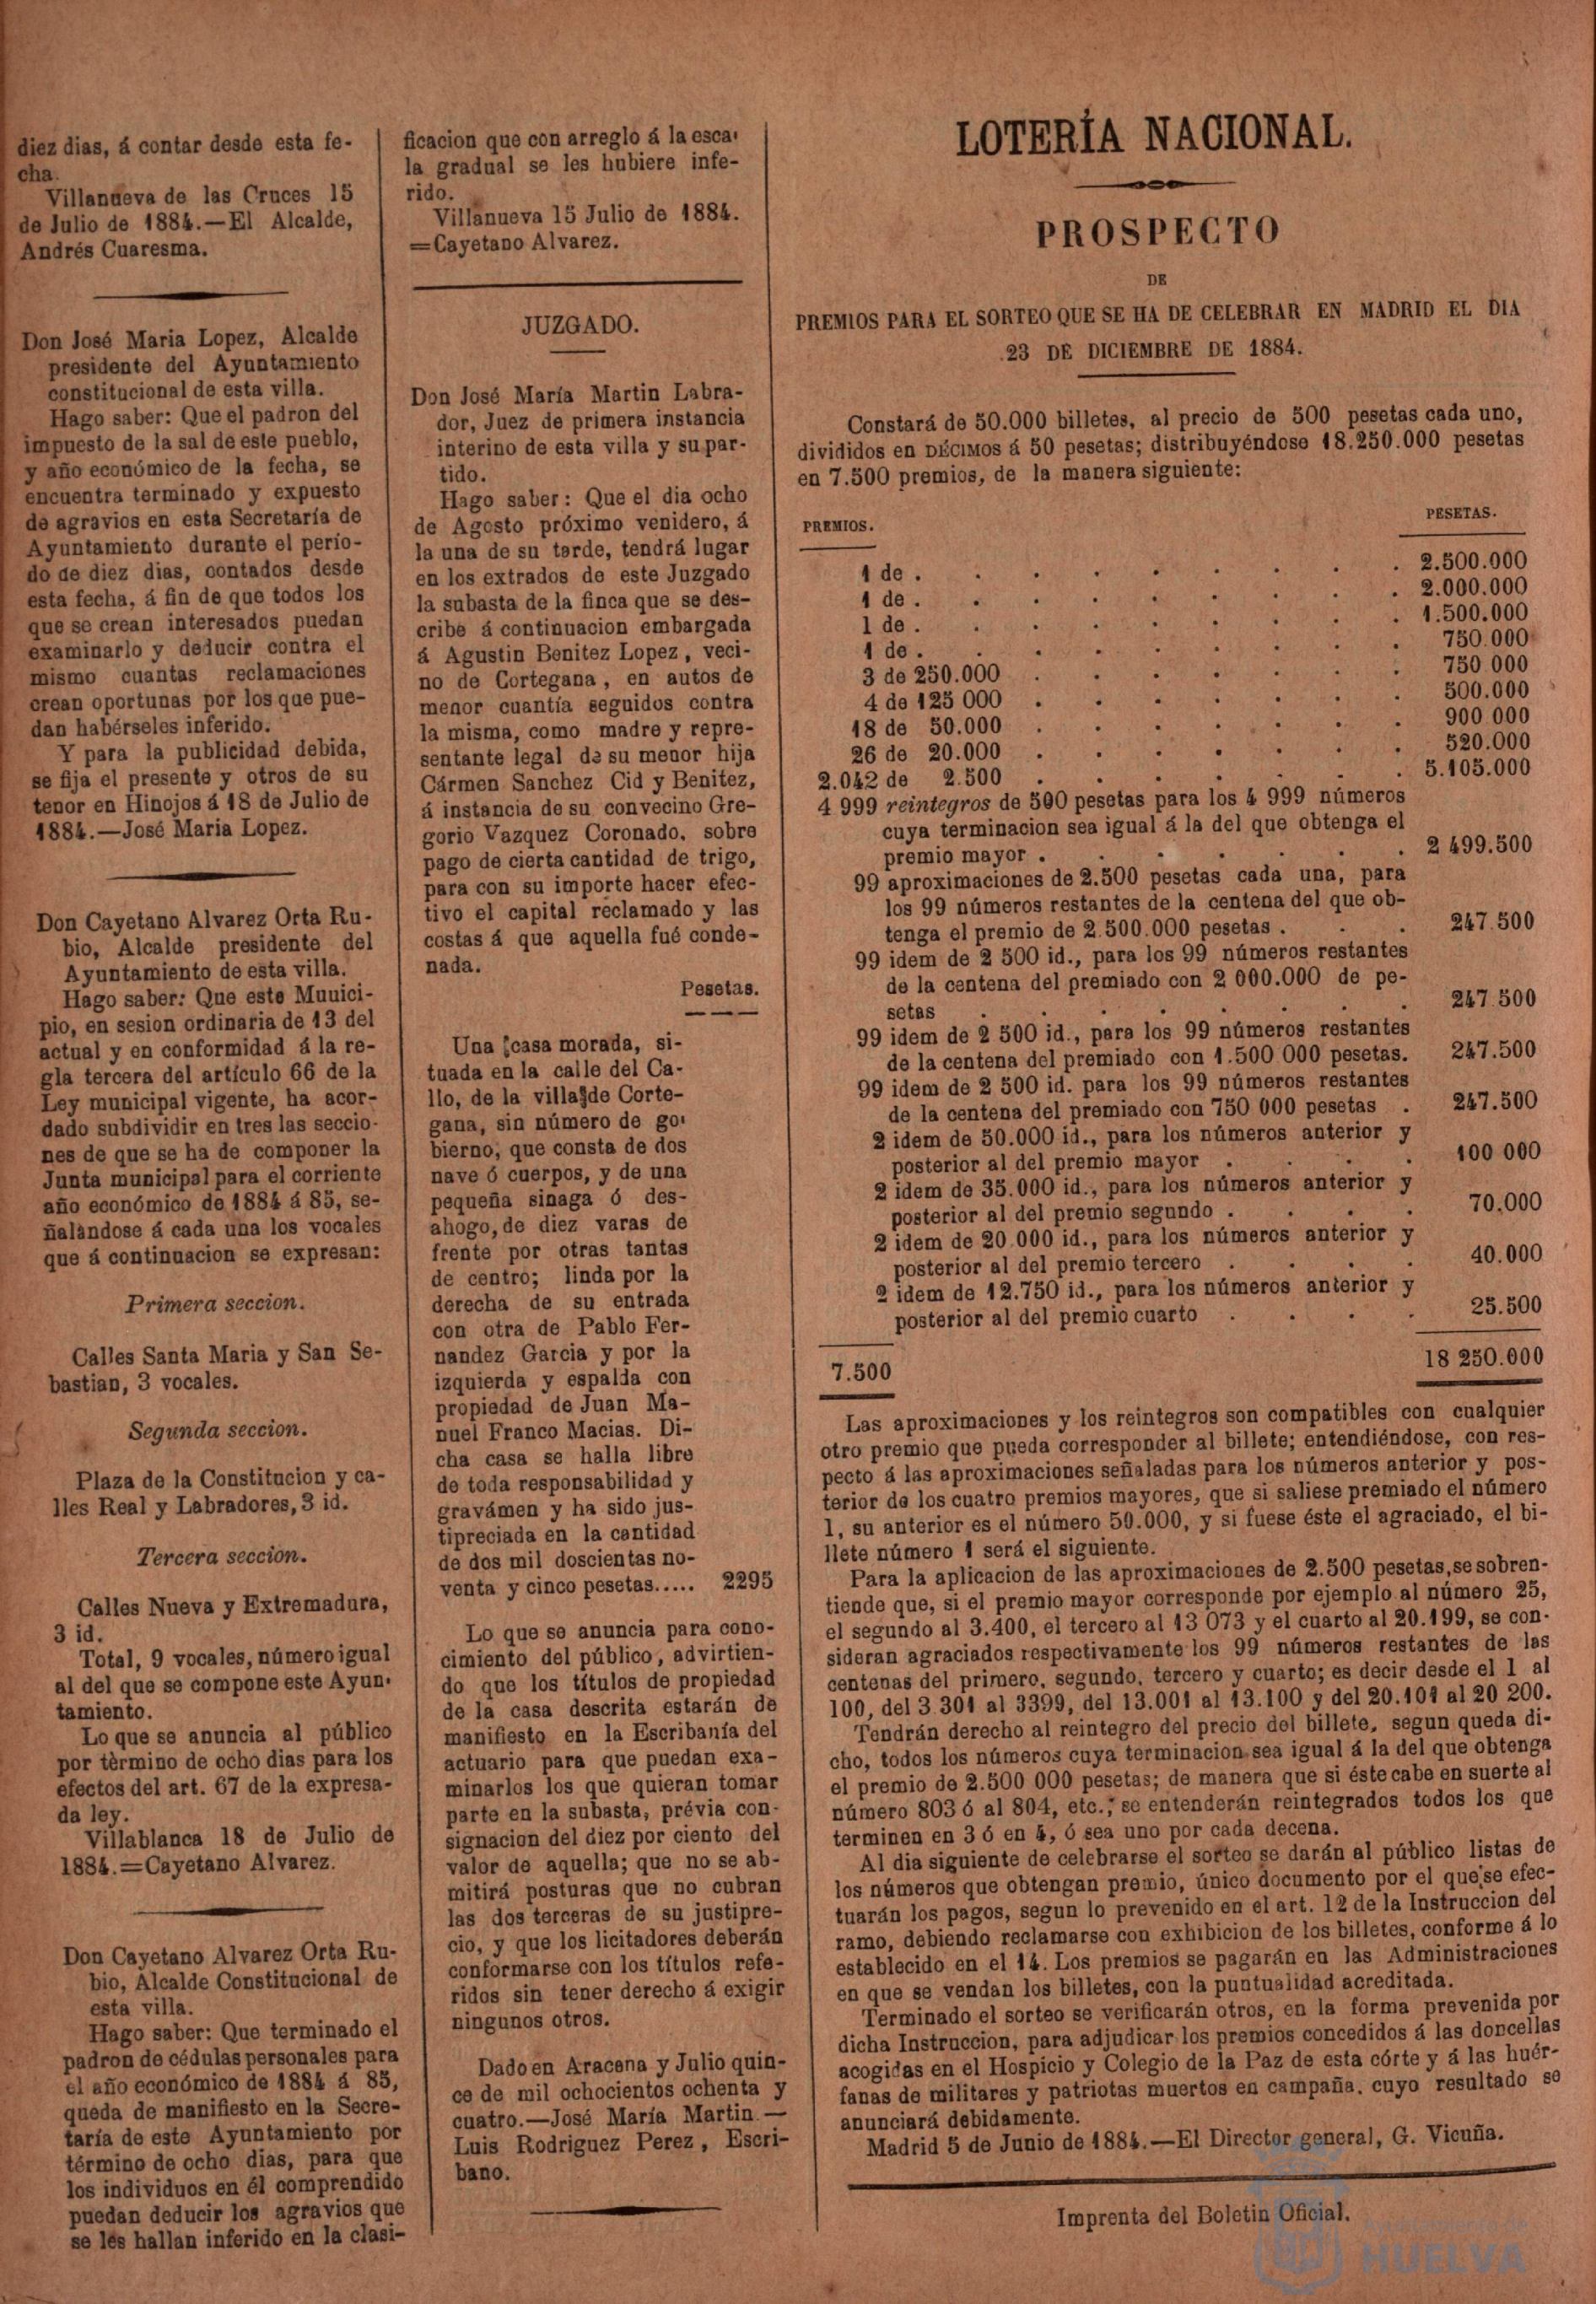 diez dias, á contar desde esta fe-
cha.
Villanueva de las Cruces 15
de Julio de 1884.—El Alcalde,
Andrés Cuaresma.
Don José Maria Lopez, Alcalde
presidente del Ayuntamiento
constitucional de esta villa.
Hago saber: Que el padron del
impuesto de la sal de este pueblo,
y año económico de la fecha, se
encuentra terminado y expuesto
de agravios en esta Secretaría de
Ayuntamiento durante el perío-
do de diez dias, contados desde
esta fecha, á fin de que todos los
que se crean interesados puedan
examinarlo y deducir contra el
mismo cuantas reclamaciones
crean oportunas por los que pue-
dan habérseles inferido.
Y para la publicidad debida,
se fija el presente y otros de su
tenor en Hinojos á 18 de Julio de
1884.—José Maria Lopez.
Don Cayetano Alvarez Orta Ru-
bio, Alcalde presidente del
Ayuntamiento de esta villa.
Hago saber: Que este Munici-
pio, en sesion ordinaria de 13 del
actual y en conformidad á la re-
gla tercera del artículo 66 de la
Ley municipal vigente, ha acor-
dado subdividir en tres las seccio-
nes de que se ha de componer la
Junta municipal para el corriente
año económico de 1884 á 85, se-
ñalàndose á cada una los vocales
que á continuacion se expresan:
Primera seccion.
Calles Santa Maria y San Se-
bastian, 3 vocales.
Segunda seccion.
Plaza de la Constitucion y ca-
lles Real y Labradores, 3 id.
Tercera seccion.
Calles Nueva y Extremadura,
3 id.
Total, 9 vocales, número igual
al del que se compone este Ayun-
tamiento.
Lo que se anuncia al público
por tèrmino de ocho dias para los
efectos del art. 67 de la expresa-
da ley.
Villablanca 18 de Julio de
1884.=Cayetano Alvarez.
Don Cayetano Alvarez Orta Ru-
bio, Alcalde Constitucional de
esta villa.
Hago saber: Que terminado el
padron de cédulas personales para
el año económico de 1884 á 85,
queda de manifiesto en la Secre-
taría de este Ayuntamiento por
término de ocho dias, para que
los individuos en él comprendido
puedan deducir los agravios que
se les hallan inferido en la clasi-
ficacion que con arreglo á la esca-
la gradual se les hubiere infe-
rido.
Villanueva 15 Julio de 1884.
=Cayetano Alvarez.
JUZGADO.
Don José María Martin Labra-
dor, Juez de primera instancia
interino de esta villa y su par-
tido.
Hago saber: Que el dia ocho
de Agosto próximo venidero, á
la una de su tarde, tendrá lugar
en los extrados de este Juzgado
la subasta de la finca que se des-
cribe á continuacion embargada
á Agustin Benitez Lopez, veci-
no de Cortegana, en autos de
menor cuantía seguidos contra
la misma, como madre y repre-
sentante legal de su menor hija
Cármen Sanchez Cid y Benitez,
á instancia de su convecino Gre-
gorio Vazquez Coronado, sobre
pago de cierta cantidad de trigo,
para con su importe hacer efec-
tivo el capital reclamado y las
costas á que aquella fué conde-
nada.
Pesetas.
Una casa morada, si-
tuada en la calle del Ca-
llo, de la villa de Corte-
gana, sin número de go-
bierno, que consta de dos
nave ó cuerpos, y de una
pequeña sinaga ó des-
ahogo, de diez varas de
frente por otras tantas
de centro; linda por la
derecha de su entrada
con otra de Pablo Fer-
nandez Garcia y por la
izquierda y espalda con
propiedad de Juan Ma-
nuel Franco Macias. Di-
cha casa se halla libre
de toda responsabilidad y
gravámen y ha sido jus-
tipreciada en la cantidad
de dos mil doscientas no-
venta y cinco pesetas..... 2295
Lo que se anuncia para cono-
cimiento del público, advirtien-
do que los títulos de propiedad
de la casa descrita estarán de
manifiesto en la Escribanía del
actuario para que puedan exa-
minarlos los que quieran tomar
parte en la subasta, prévia con-
signacion del diez por ciento del
valor de aquella; que no se ab-
mitirá posturas que no cubran
las dos terceras de su justipre-
cio, y que los licitadores deberán
conformarse con los títulos refe-
ridos sin tener derecho á exigir
ningunos otros.
Dado en Aracena y Julio quin-
ce de mil ochocientos ochenta y
cuatro.—José María Martin.—
Luis Rodriguez Perez, Escri-
bano.
LOTERÍA NACIONAL.
PROSPECTO
DE
PREMIOS PARA EL SORTEO QUE SE HA DE CELEBRAR EN MADRID EL DIA
23 DE DICIEMBRE DE 1884.
Constará de 50.000 billetes, al precio de 500 pesetas cada uno,
divididos en DÉCIMOS á 50 pesetas; distribuyéndose 18.250.000 pesetas
en 7.500 premios, de la manera siguiente:
PREMIOS. PESETAS.
1 de . . . . . . . . . 2.500.000
1 de . . . . . . . . . 2.000.000
1 de . . . . . . . . . 1.500.000
1 de . . . . . . . . . 750.000
3 de 250.000 . . . . . . . 750 000
4 de 125 000 . . . . . . . 500.000
18 de 50.000 . . . . . . . 900 000
26 de 20.000 . . . . . . . 520.000
2.042 de 2.500 . . . . . . . 5.105.000
4 999 reintegros de 500 pesetas para los 4 999 números
cuya terminacion sea igual á la del que obtenga el
premio mayor . . . . . . . 2 499.500
99 aproximaciones de 2.500 pesetas cada una, para
los 99 números restantes de la centena del que ob-
tenga el premio de 2.500.000 pesetas . . . 247.500
99 idem de 2 500 id., para los 99 números restantes
de la centena del premiado con 2 000.000 de pe-
setas . . . . . . . . 247 500
99 idem de 2 500 id., para los 99 números restantes
de la centena del premiado con 1.500 000 pesetas. 247.500
99 idem de 2 500 id. para los 99 números restantes
de la centena del premiado con 750 000 pesetas . 247.500
2 idem de 50.000 id., para los números anterior y
posterior al del premio mayor . . . . 100 000
2 idem de 35.000 id., para los números anterior y
posterior al del premio segundo . . . . 70.000
2 idem de 20 000 id., para los números anterior y
posterior al del premio tercero . . . . 40.000
2 idem de 12.750 id., para los números anterior y
posterior al del premio cuarto . . . . 25.500
7.500 18 250.000
Las aproximaciones y los reintegros son compatibles con cualquier
otro premio que pueda corresponder al billete; entendiéndose, con res-
pecto á las aproximaciones señaladas para los números anterior y pos-
terior de los cuatro premios mayores, que si saliese premiado el número
1, su anterior es el número 50.000, y si fuese éste el agraciado, el bi-
llete número 1 será el siguiente.
Para la aplicacion de las aproximaciones de 2.500 pesetas, se sobren-
tiende que, si el premio mayor corresponde por ejemplo al número 25,
el segundo al 3.400, el tercero al 13 073 y el cuarto al 20.199, se con-
sideran agraciados respectivamente los 99 números restantes de las
centenas del primero, segundo, tercero y cuarto; es decir desde el 1 al
100, del 3.301 al 3399, del 13.001 al 13.100 y del 20.101 al 20 200.
Tendrán derecho al reintegro del precio del billete, segun queda di-
cho, todos los números cuya terminacion sea igual á la del que obtenga
el premio de 2.500 000 pesetas; de manera que si éste cabe en suerte al
número 803 ó al 804, etc., se entenderán reintegrados todos los que
terminen en 3 ó en 4, ó sea uno por cada decena.
Al dia siguiente de celebrarse el sorteo se darán al público listas de
los números que obtengan premio, único documento por el que se efec-
tuarán los pagos, segun lo prevenido en el art. 12 de la Instruccion del
ramo, debiendo reclamarse con exhibicion de los billetes, conforme á lo
establecido en el 14. Los premios se pagarán en las Administraciones
en que se vendan los billetes, con la puntualidad acreditada.
Terminado el sorteo se verificarán otros, en la forma prevenida por
dicha Instruccion, para adjudicar los premios concedidos á las doncellas
acogidas en el Hospicio y Colegio de la Paz de esta córte y á las huér-
fanas de militares y patriotas muertos en campaña, cuyo resultado se
anunciará debidamente.
Madrid 5 de Junio de 1884.—El Director general, G. Vicuña.
Imprenta del Boletin Oficial.
HUELVA